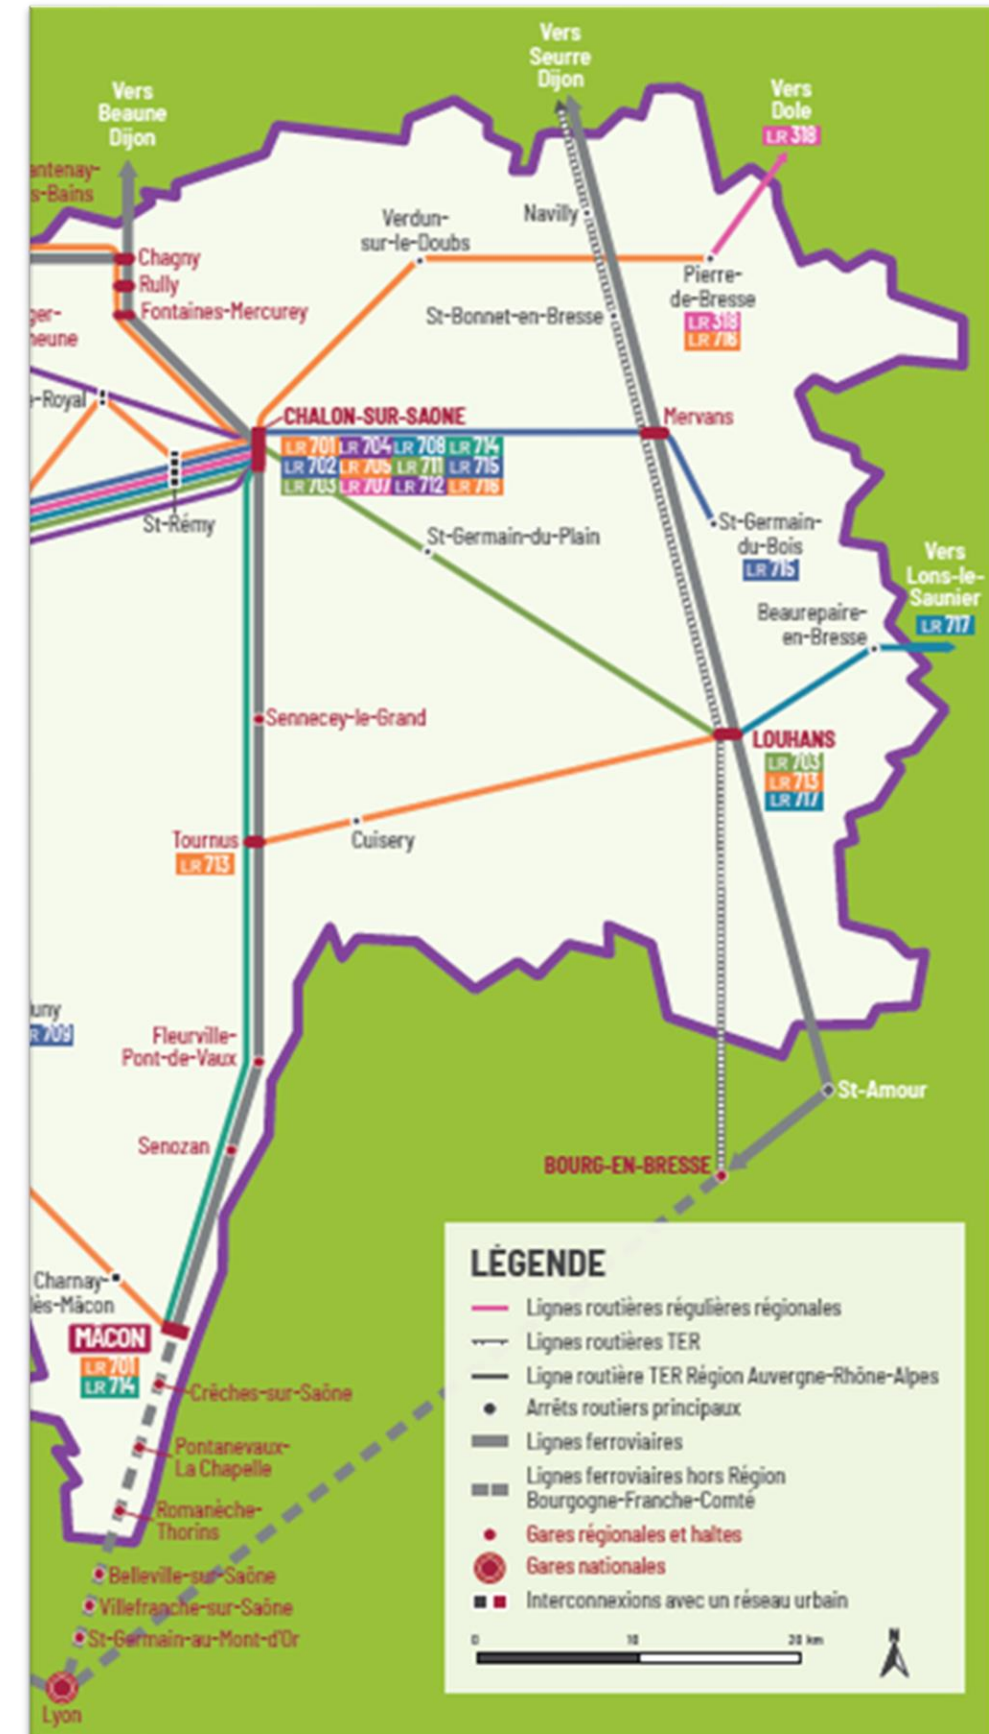 Vers
Seurre
Dijon
Vers
Beaune
Dijon
Vers
Dole
LR 318
antenay-
s-Bains
Navilly
Verdun-
sur-le-Doubs
Chagny
Rully
Fontaines-Mercurey
Pierre-
de-Bresse
LR 318
LR 716
St-Bonnet-en-Bresse
ger-
heune
-Royal
CHALON-SUR-SAONE
LR 701 LR 704 LR 708 LR 714
LR 702 LR 705 LR 711 LR 715
LR 703 LR 707 LR 712 LR 716
Mervans
St-Rémy
St-Germain-du-Plain
St-Germain-
du-Bois
LR 715
Vers
Lons-le-
Saunier
LR 717
Beaurepaire-
en-Bresse
Sennecey-le-Grand
LOUHANS
LR 703
LR 713
LR 717
Tournus
LR 713
Cuisery
uny
R 709
Fleurville-
Pont-de-Vaux
Senozan
St-Amour
BOURG-EN-BRESSE
Charnay-
lès-Mâcon
MÂCON
LR 701
LR 714
Crêches-sur-Saône
Pontanevaux-
La Chapelle
Romanèche-
Thorins
Belleville-sur-Saône
Villefranche-sur-Saône
St-Germain-au-Mont-d'Or
Lyon
LÉGENDE
Lignes routières régulières régionales
Lignes routières TER
Ligne routière TER Région Auvergne-Rhône-Alpes
Arrêts routiers principaux
Lignes ferroviaires
Lignes ferroviaires hors Région
Bourgogne-Franche-Comté
Gares régionales et haltes
Gares nationales
Interconnexions avec un réseau urbain
0 10 20 km
N